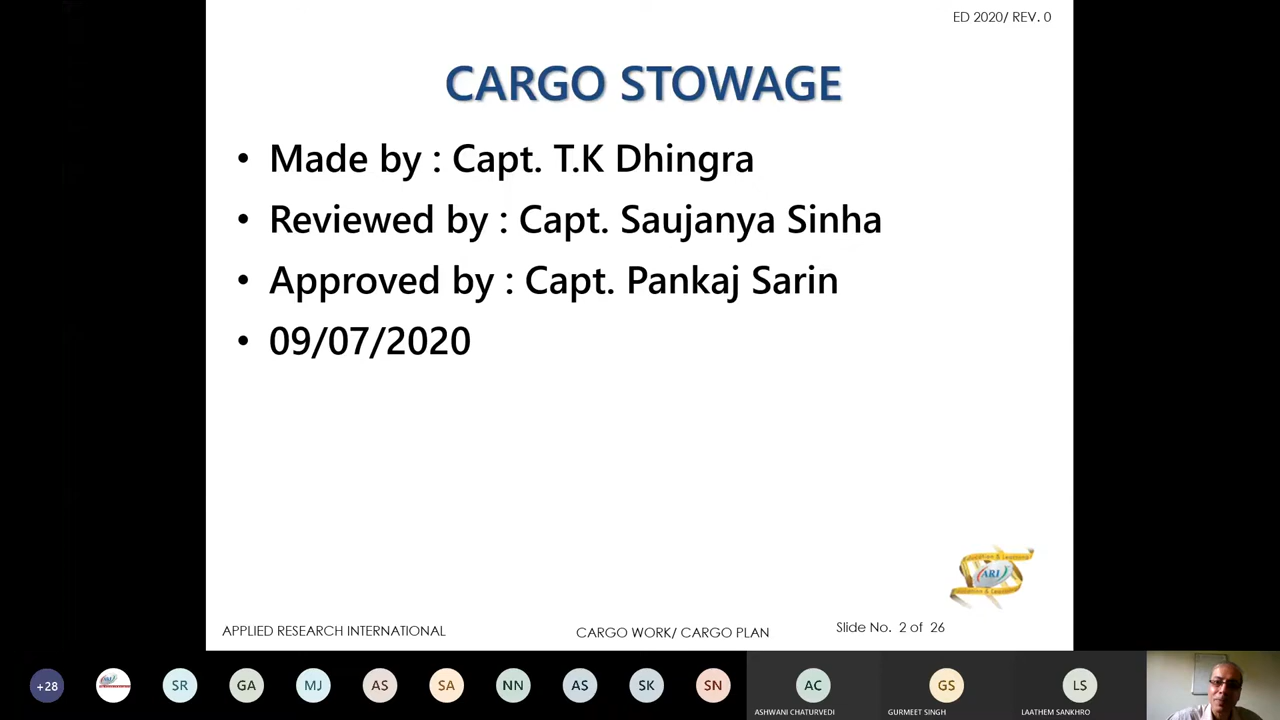 ED 2020/ REV. 0
CARGO STOWAGE
• Made by : Capt. T.K Dhingra
• Reviewed by : Capt. Saujanya Sinha
• Approved by : Capt. Pankaj Sarin
• 09/07/2020
ARI
APPLIED RESEARCH INTERNATIONAL
CARGO WORK/ CARGO PLAN
Slide No. 2 of 26
+28
SR
GA
MJ
AS
SA
NN
AS
SK
SN
AC
GS
LS
ASHWANI CHATURVEDI
GURMEET SINGH
LAATHEM SANKHRO